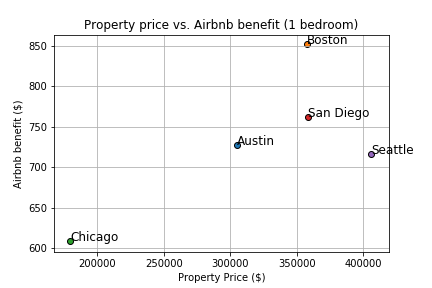 Property price vs. Airbnb benefit (1 bedroom)
Boston
850
800
San Diego
750
Austin
Seattle
700
650
Chicago
600
Airbnb benefit ($)
200000 250000 300000 350000 400000
Property Price ($)